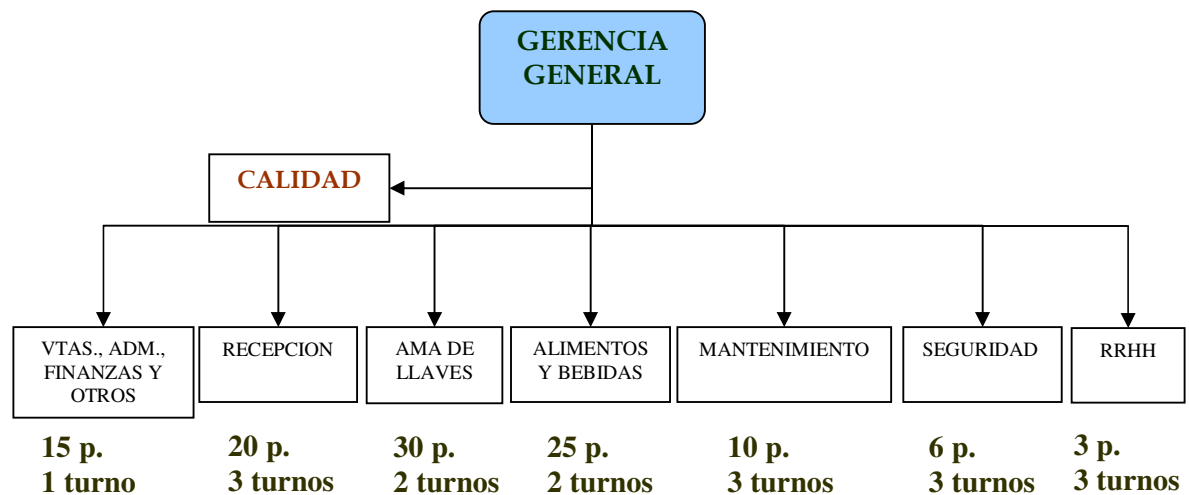 GERENCIA
GENERAL
CALIDAD
VTAS., ADM.,
FINANZAS Y
OTROS
RECEPCION
AMA DE
LLAVES
ALIMENTOS
Y BEBIDAS
MANTENIMIENTO
SEGURIDAD
RRHH
15 p.
1 turno
20 p.
3 turnos
30 p.
2 turnos
25 p.
2 turnos
10 p.
3 turnos
6 p.
3 turnos
3 p.
3 turnos